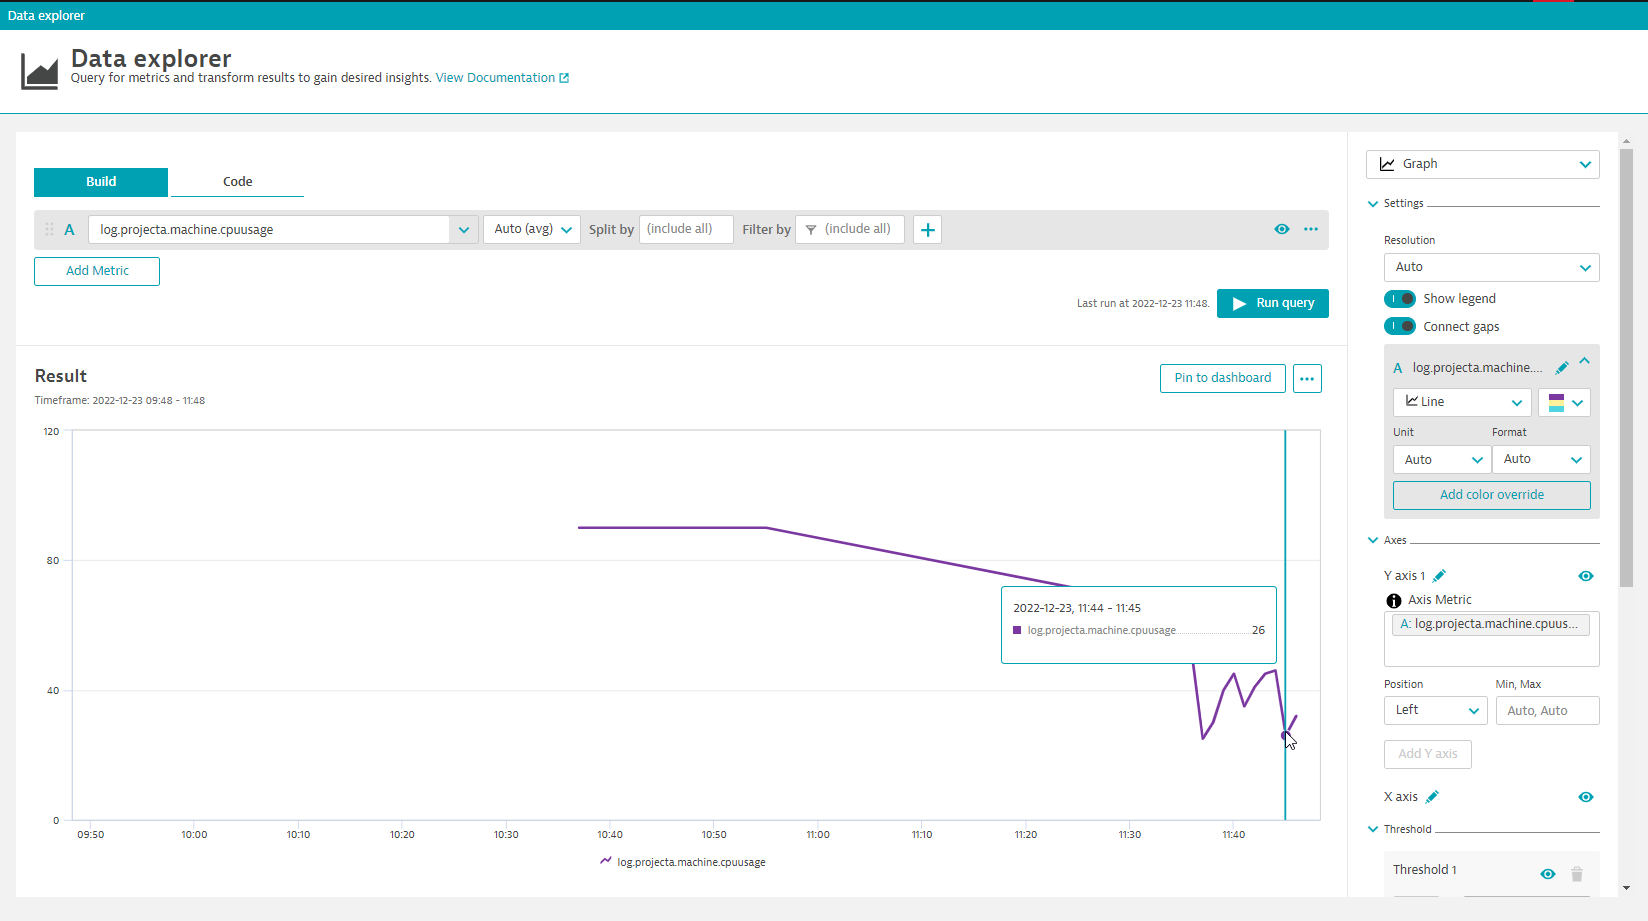 Data explorer
Data explorer
Query for metrics and transform results to gain desired insights. View Documentation
Build
Code
A
log.projecta.machine.cpuusage
Auto (avg)
Split by
(include all)
Filter by
(include all)
Add Metric
Last run at 2022-12-23 11:48.
Run query
Result
Timeframe: 2022-12-23 09:48 - 11:48
Pin to dashboard
120
80
40
0
2022-12-23, 11:44 - 11:45
log.projecta.machine.cpuusage 26
09:50 10:00 10:10 10:20 10:30 10:40 10:50 11:00 11:10 11:20 11:30 11:40
log.projecta.machine.cpuusage
Graph
Settings
Resolution
Auto
Show legend
Connect gaps
A log.projecta.machine....
Line
Unit Format
Auto Auto
Add color override
Axes
Y axis 1
Axis Metric
A: log.projecta.machine.cpuus...
Position Min, Max
Left Auto, Auto
Add Y axis
X axis
Threshold
Threshold 1